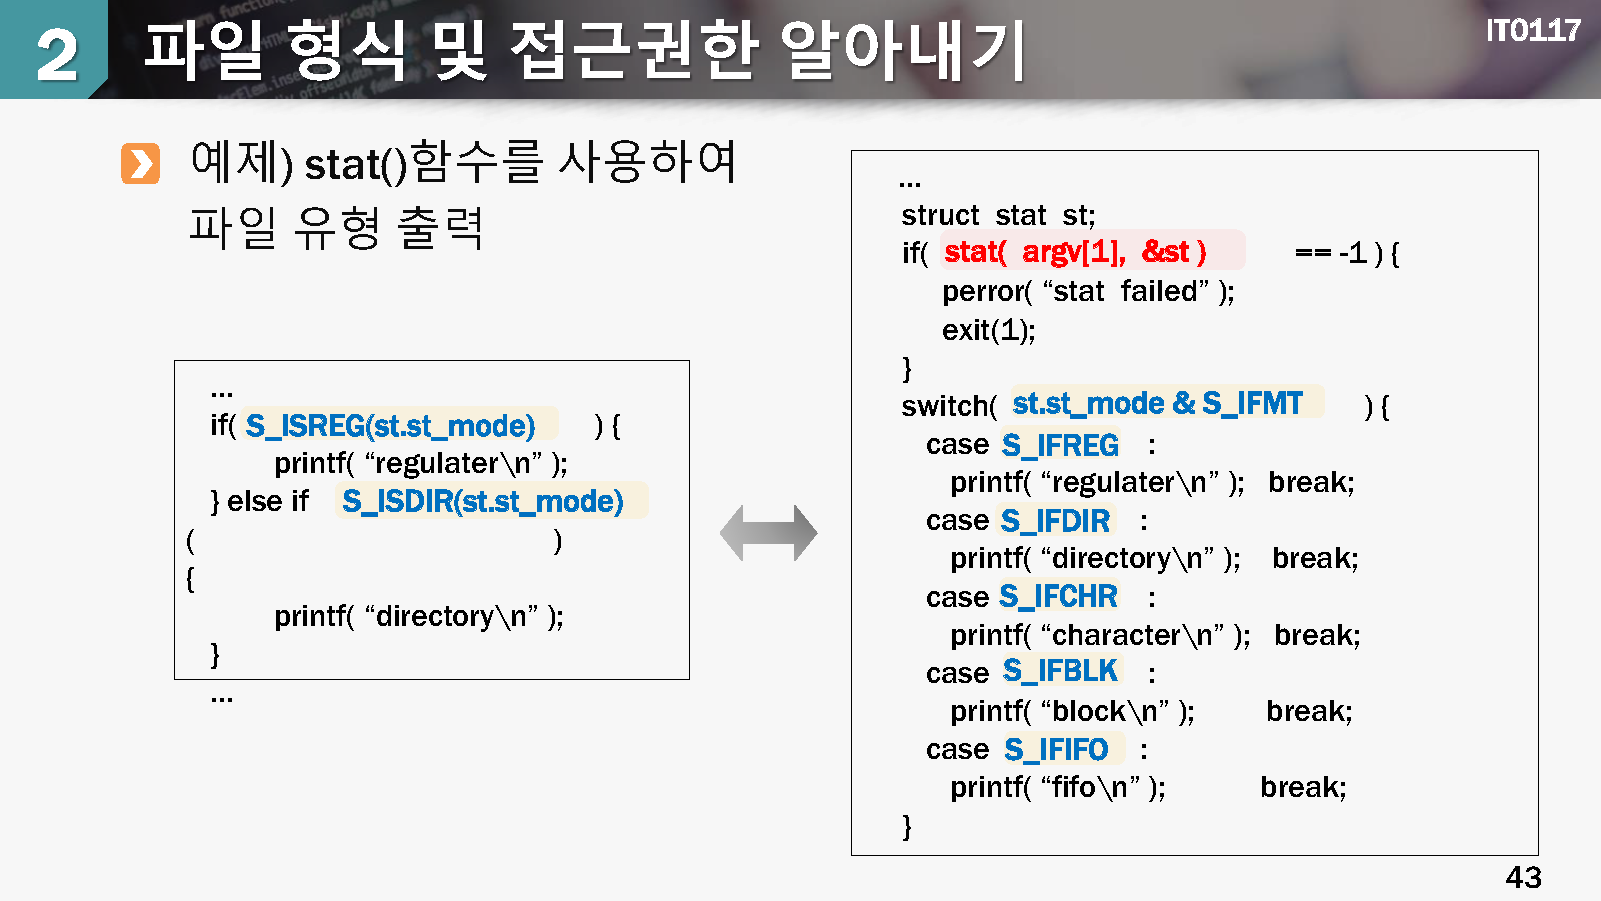 2 파일 형식 및 접근권한 알아내기
IT0117
예제) stat()함수를 사용하여
파일 유형 출력
...
if( S_ISREG(st.st_mode) ) {
printf( “regulater\n” );
} else if S_ISDIR(st.st_mode)
( )
{
printf( “directory\n” );
}
...
...
struct stat st;
if( stat( argv[1], &st ) == -1 ) {
perror( “stat failed” );
exit(1);
}
switch( st.st_mode & S_IFMT ) {
case S_IFREG :
printf( “regulater\n” ); break;
case S_IFDIR :
printf( “directory\n” ); break;
case S_IFCHR :
printf( “character\n” ); break;
case S_IFBLK :
printf( “block\n” ); break;
case S_IFIFO :
printf( “fifo\n” ); break;
}
43